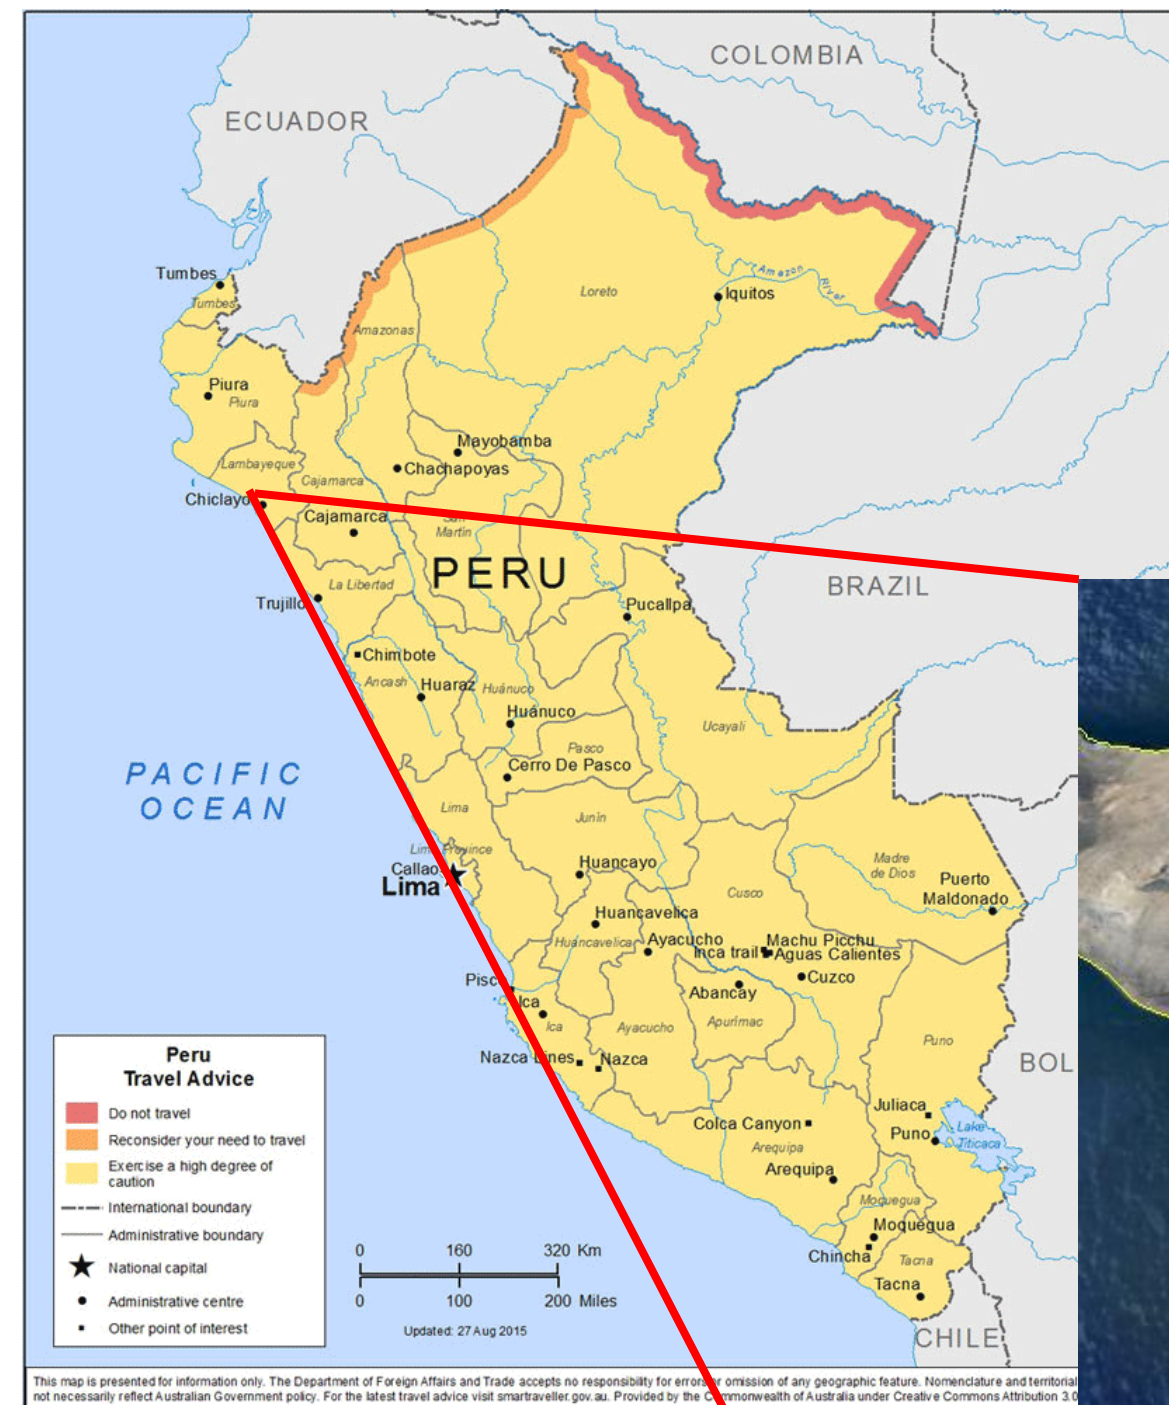 COLOMBIA
ECUADOR
Tumbes
Tumbes
Amazon
River
Iquitos
Loreto
Amazonas
Piura
Piura
Mayobamba
Chachapoyas
Lambayeque
Cajamarca
Chiclayo
Cajamarca
San
Martín
PERU
BRAZIL
La Libertad
Trujillo
Pucallpa
Chimbote
Ancash
Huaraz
Huánuco
Huánuco
Ucayali
Pasco
Cerro De Pasco
PACIFIC
OCEAN
Lima
Junín
Lima Province
Callao
Lima
Huancayo
Madre
de Dios
Puerto
Maldonado
Cusco
Huancavelica
Huancavelica
Ayacucho
Machu Picchu
Inca trail
Aguas Calientes
Cuzco
Pisco
Abancay
Ica
Ica
Ayacucho
Apurímac
Puno
Nazca Lines
Nazca
BOL
Juliaca
Colca Canyon
Puno
Lake
Titicaca
Arequipa
Arequipa
Moquegua
Moquegua
Chincha
Tacna
Tacna
CHILE
Peru
Travel Advice
Do not travel
Reconsider your need to travel
Exercise a high degree of
caution
International boundary
Administrative boundary
National capital
Administrative centre
Other point of interest
0 160 320 Km
0 100 200 Miles
Updated: 27 Aug 2015
This map is presented for information only. The Department of Foreign Affairs and Trade accepts no responsibility for errors or omission of any geographic feature. Nomenclature and territorial
not necessarily reflect Australian Government policy. For the latest travel advice visit smartraveller.gov.au. Provided by the Commonwealth of Australia under Creative Commons Attribution 3.0